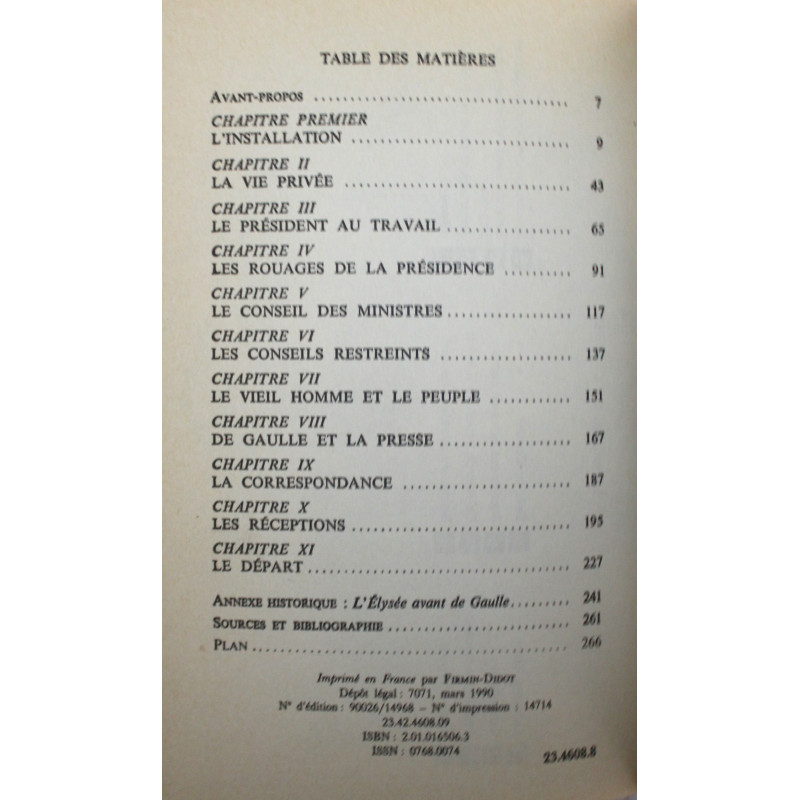 TABLE DES MATIÈRES
AVANT-PROPOS ..................................... 7
CHAPITRE PREMIER
L'INSTALLATION ................................ 9
CHAPITRE II
LA VIE PRIVÉE ................................. 43
CHAPITRE III
LE PRÉSIDENT AU TRAVAIL .................. 65
CHAPITRE IV
LES ROUAGES DE LA PRÉSIDENCE .......... 91
CHAPITRE V
LE CONSEIL DES MINISTRES .................. 117
CHAPITRE VI
LES CONSEILS RESTREINTS ................... 137
CHAPITRE VII
LE VIEIL HOMME ET LE PEUPLE ............ 151
CHAPITRE VIII
DE GAULLE ET LA PRESSE ................... 167
CHAPITRE IX
LA CORRESPONDANCE ........................ 187
CHAPITRE X
LES RÉCEPTIONS ................................ 195
CHAPITRE XI
LE DÉPART ...................................... 227
ANNEXE HISTORIQUE : L'Élysée avant de Gaulle ......... 241
SOURCES ET BIBLIOGRAPHIE ........................... 261
PLAN .............................................. 266
Imprimé en France par FIRMIN-DIDOT
Dépôt légal : 7071, mars 1990
N° d'édition : 90026/14968 – N° d'impression : 14714
23.42.4608.09
ISBN : 2.01.016506.3
ISSN : 0768.0074
23.4608.8